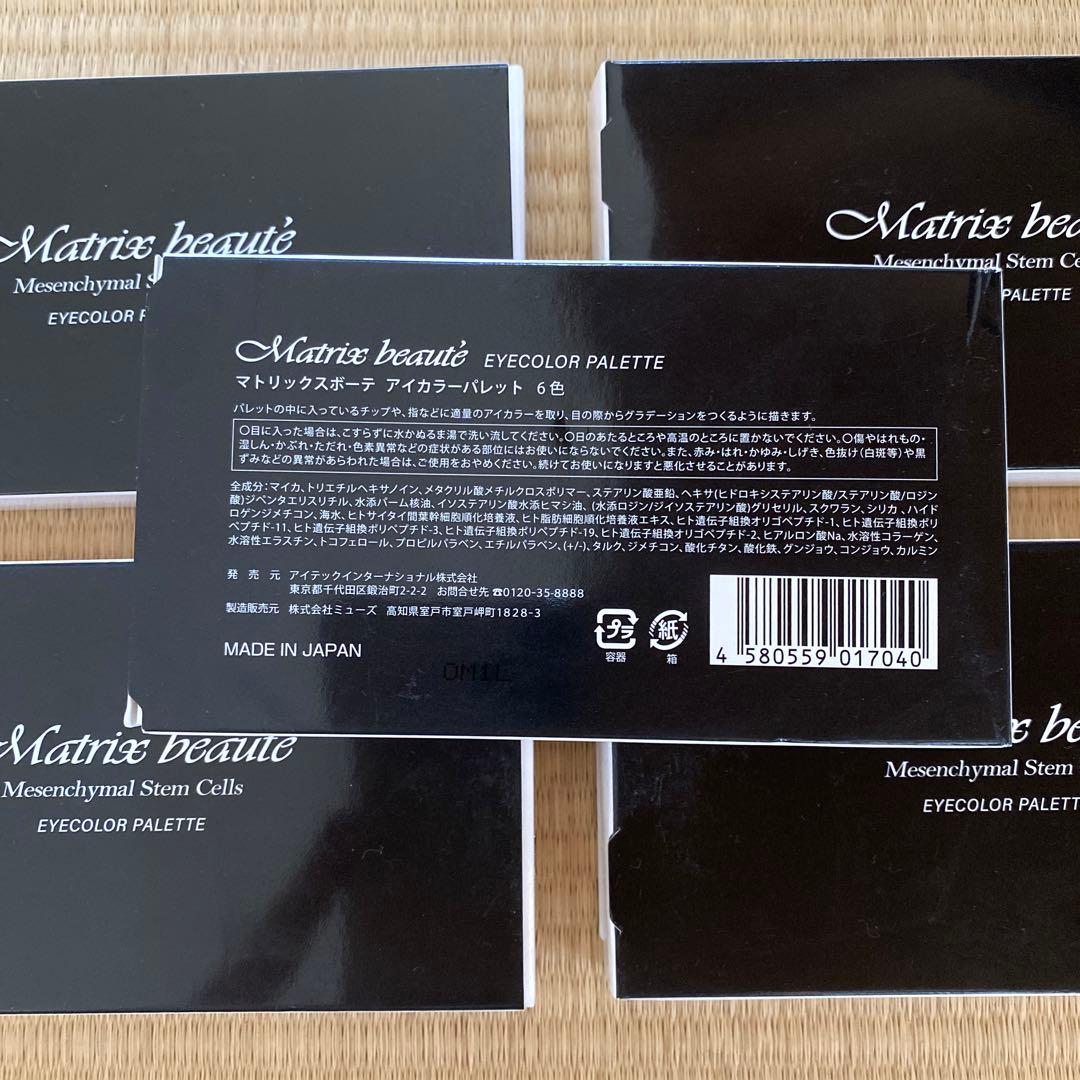 Matrix beauté
Mesenchymal S
EYECOLOR P
Matrix bea
Mesenchymal Stem Ce
PALETTE
Matrix beauté EYECOLOR PALETTE
マトリックスボーテ アイカラーパレット 6色
パレットの中に入っているチップや、指などに適量のアイカラーを取り、目の際からグラデーションをつくるように描きます。
○目に入った場合は、こすらずに水かぬるま湯で洗い流してください。○日のあたるところや高温のところに置かないでください。○傷やはれもの・
湿しん・かぶれ・ただれ・色素異常などの症状がある部位にはお使いにならないでください。また、赤み・はれ・かゆみ・しげき、色抜け(白斑等)や黒
ずみなどの異常があらわれた場合は、ご使用をおやめください。続けてお使いになりますと悪化させることがあります。
全成分:マイカ、トリエチルヘキサノイン、メタクリル酸メチルクロスポリマー、ステアリン酸亜鉛、ヘキサ(ヒドロキシステアリン酸/ステアリン酸/ロジン
酸)ジペンタエリスリチル、水添パーム核油、イソステアリン酸水添ヒマシ油、(水添ロジン/ジイソステアリン酸)グリセリル、スクワラン、シリカ、ハイド
ロゲンジメチコン、海水、ヒトサイタイ間葉幹細胞順化培養液、ヒト脂肪細胞順化培養液エキス、ヒト遺伝子組換オリゴペプチド-1、ヒト遺伝子組換ポリ
ペプチド-11、ヒト遺伝子組換ポリペプチド-3、ヒト遺伝子組換ポリペプチド-19、ヒト遺伝子組換オリゴペプチド-2、ヒアルロン酸Na、水溶性コラーゲン、
水溶性エラスチン、トコフェロール、プロピルパラベン、エチルパラベン、(+/-)、タルク、ジメチコン、酸化チタン、酸化鉄、グンジョウ、コンジョウ、カルミン
発売元 アイテックインターナショナル株式会社
東京都千代田区鍛治町2-2-2 お問合せ先 ☎0120-35-8888
製造販売元 株式会社ミューズ 高知県室戸市室戸岬町1828-3
MADE IN JAPAN
OM1L
プラ
容器
紙
箱
4 580559 017040
Matrix beauté
Mesenchymal Stem Cells
EYECOLOR PALETTE
x be
Mesenchymal Stem
EYECOLOR PALETT